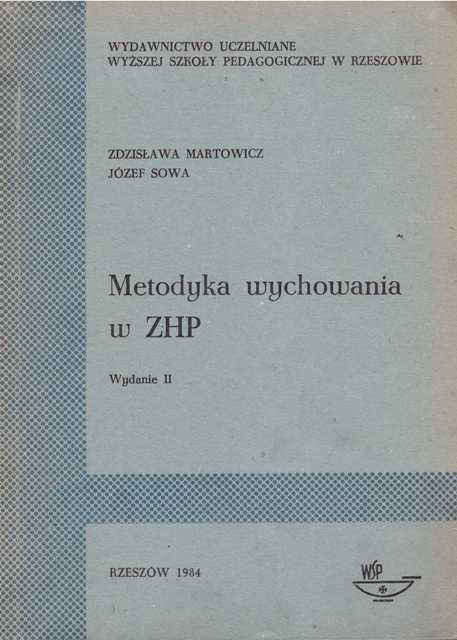 WYDAWNICTWO UCZELNIANE
WYŻSZEJ SZKOŁY PEDAGOGICZNEJ W RZESZOWIE
ZDZISŁAWA MARTOWICZ
JÓZEF SOWA
Metodyka wychowania
w ZHP
Wydanie II
RZESZÓW 1984
WSP